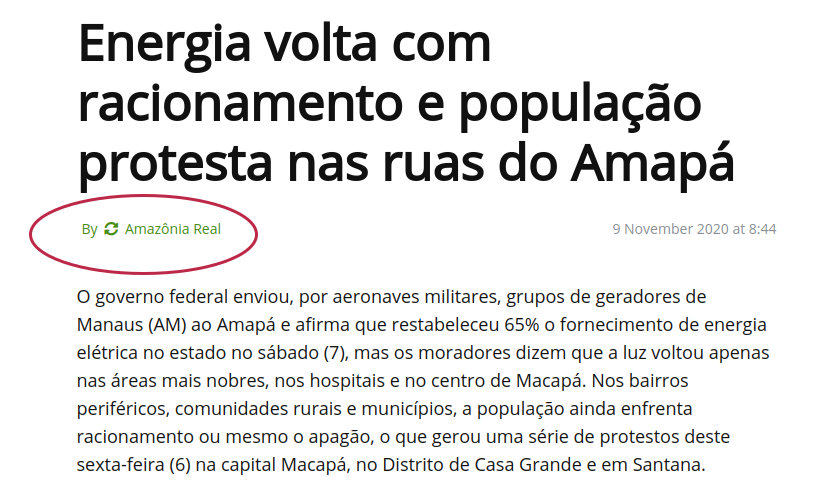 Energia volta com
racionamento e população
protesta nas ruas do Amapá
By Amazônia Real
9 November 2020 at 8:44
O governo federal enviou, por aeronaves militares, grupos de geradores de
Manaus (AM) ao Amapá e afirma que restabeleceu 65% o fornecimento de energia
elétrica no estado no sábado (7), mas os moradores dizem que a luz voltou apenas
nas áreas mais nobres, nos hospitais e no centro de Macapá. Nos bairros
periféricos, comunidades rurais e municípios, a população ainda enfrenta
racionamento ou mesmo o apagão, o que gerou uma série de protestos deste
sexta-feira (6) na capital Macapá, no Distrito de Casa Grande e em Santana.